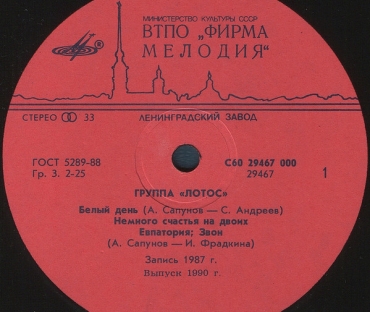 МИНИСТЕРСТВО КУЛЬТУРЫ СССР
ВТПО „ФИРМА
МЕЛОДИЯ“
СТЕРЕО 33
ЛЕНИНГРАДСКИЙ ЗАВОД
ГОСТ 5289-88
Гр. 3. 2-25
С60 29467 000
29467
1
ГРУППА «ЛОТОС»
Белый день (А. Сапунов — С. Андреев)
Немного счастья на двоих
Евпатория; Звон
(А. Сапунов — И. Фрадкина)
Запись 1987 г.
Выпуск 1990 г.